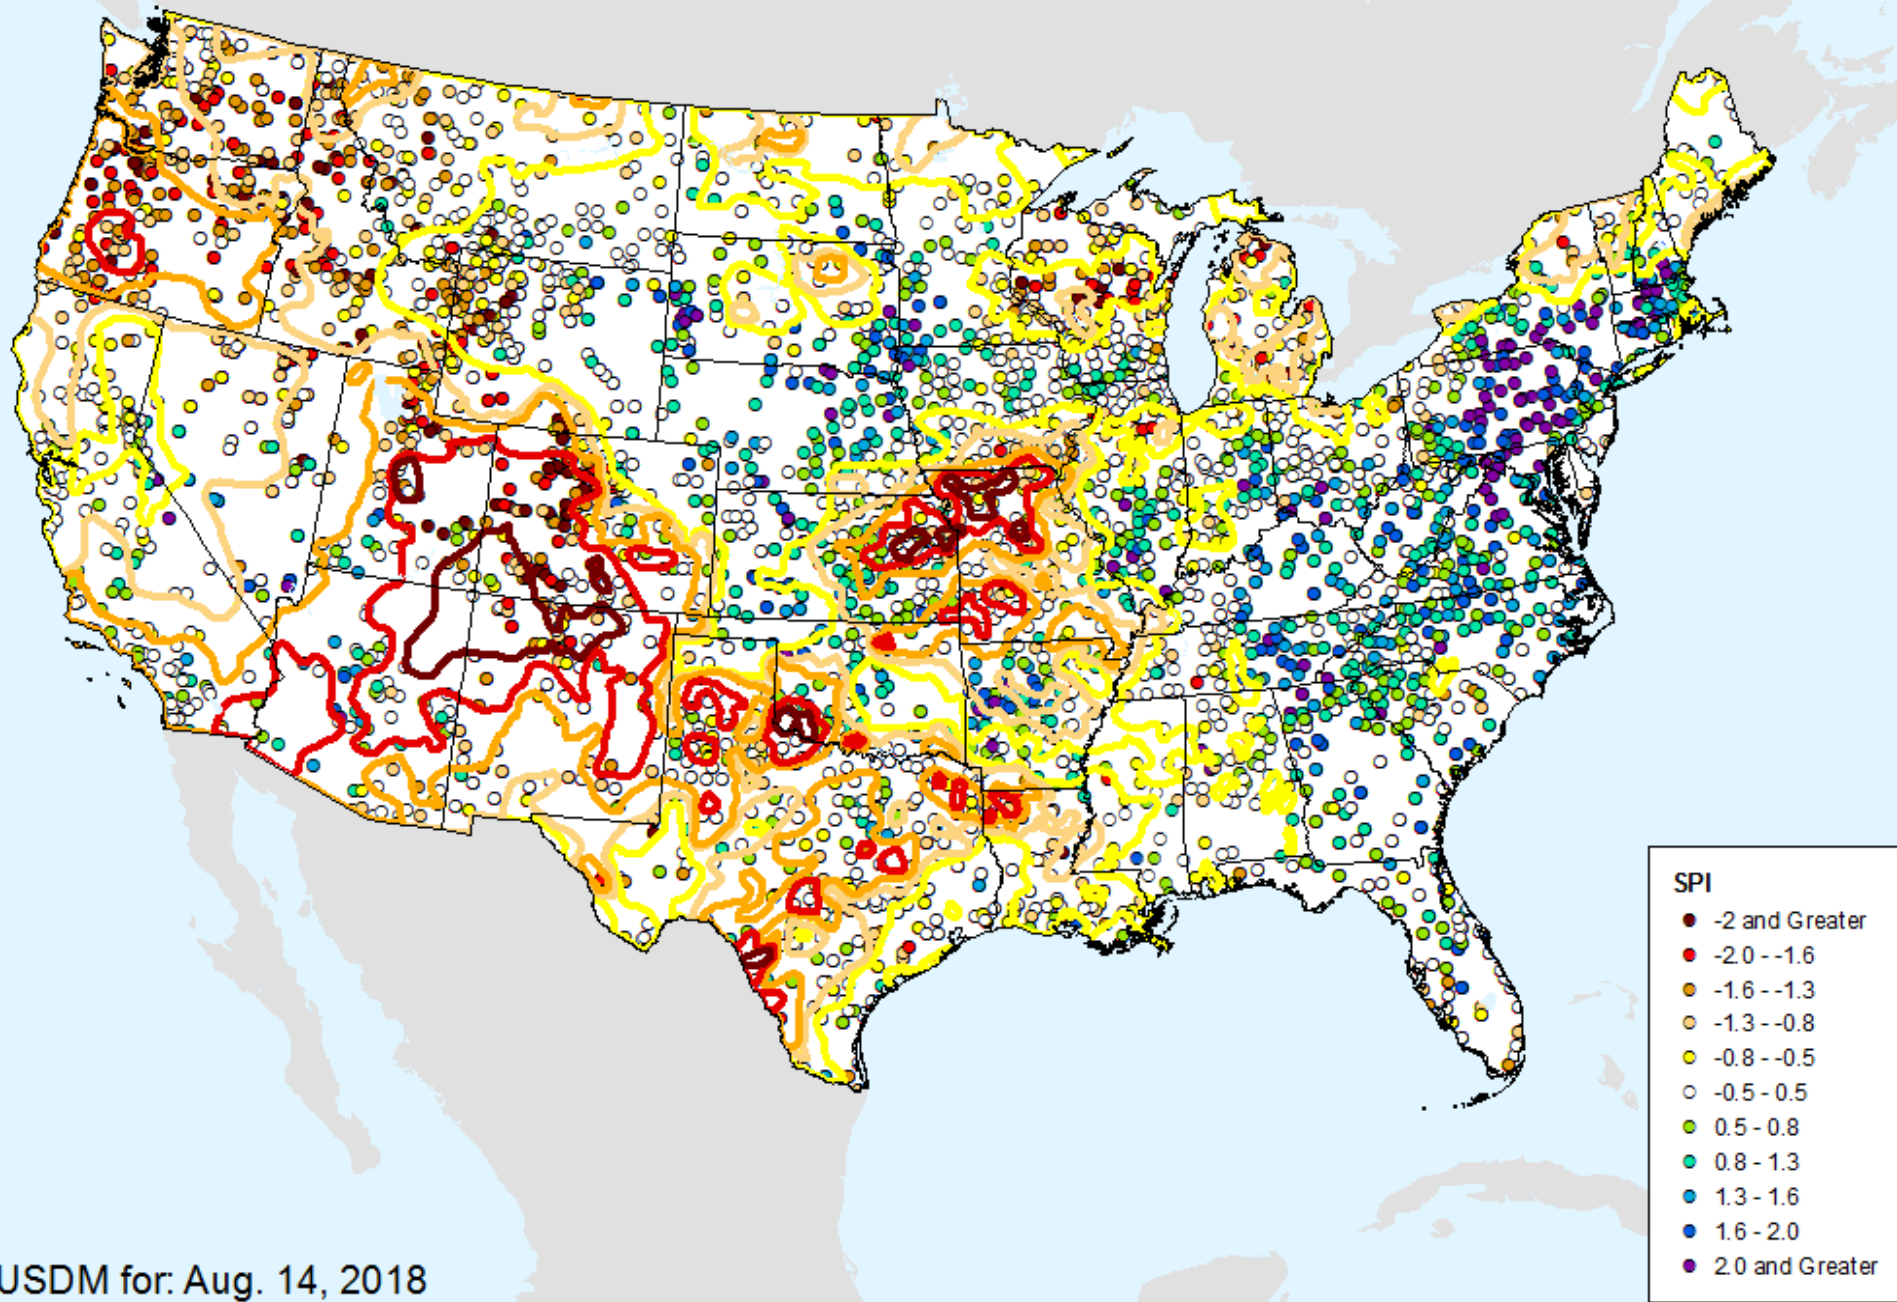 SPI
-2 and Greater
-2.0 - -1.6
-1.6 - -1.3
-1.3 - -0.8
-0.8 - -0.5
-0.5 - 0.5
0.5 - 0.8
0.8 - 1.3
1.3 - 1.6
1.6 - 2.0
2.0 and Greater
USDM for: Aug. 14, 2018